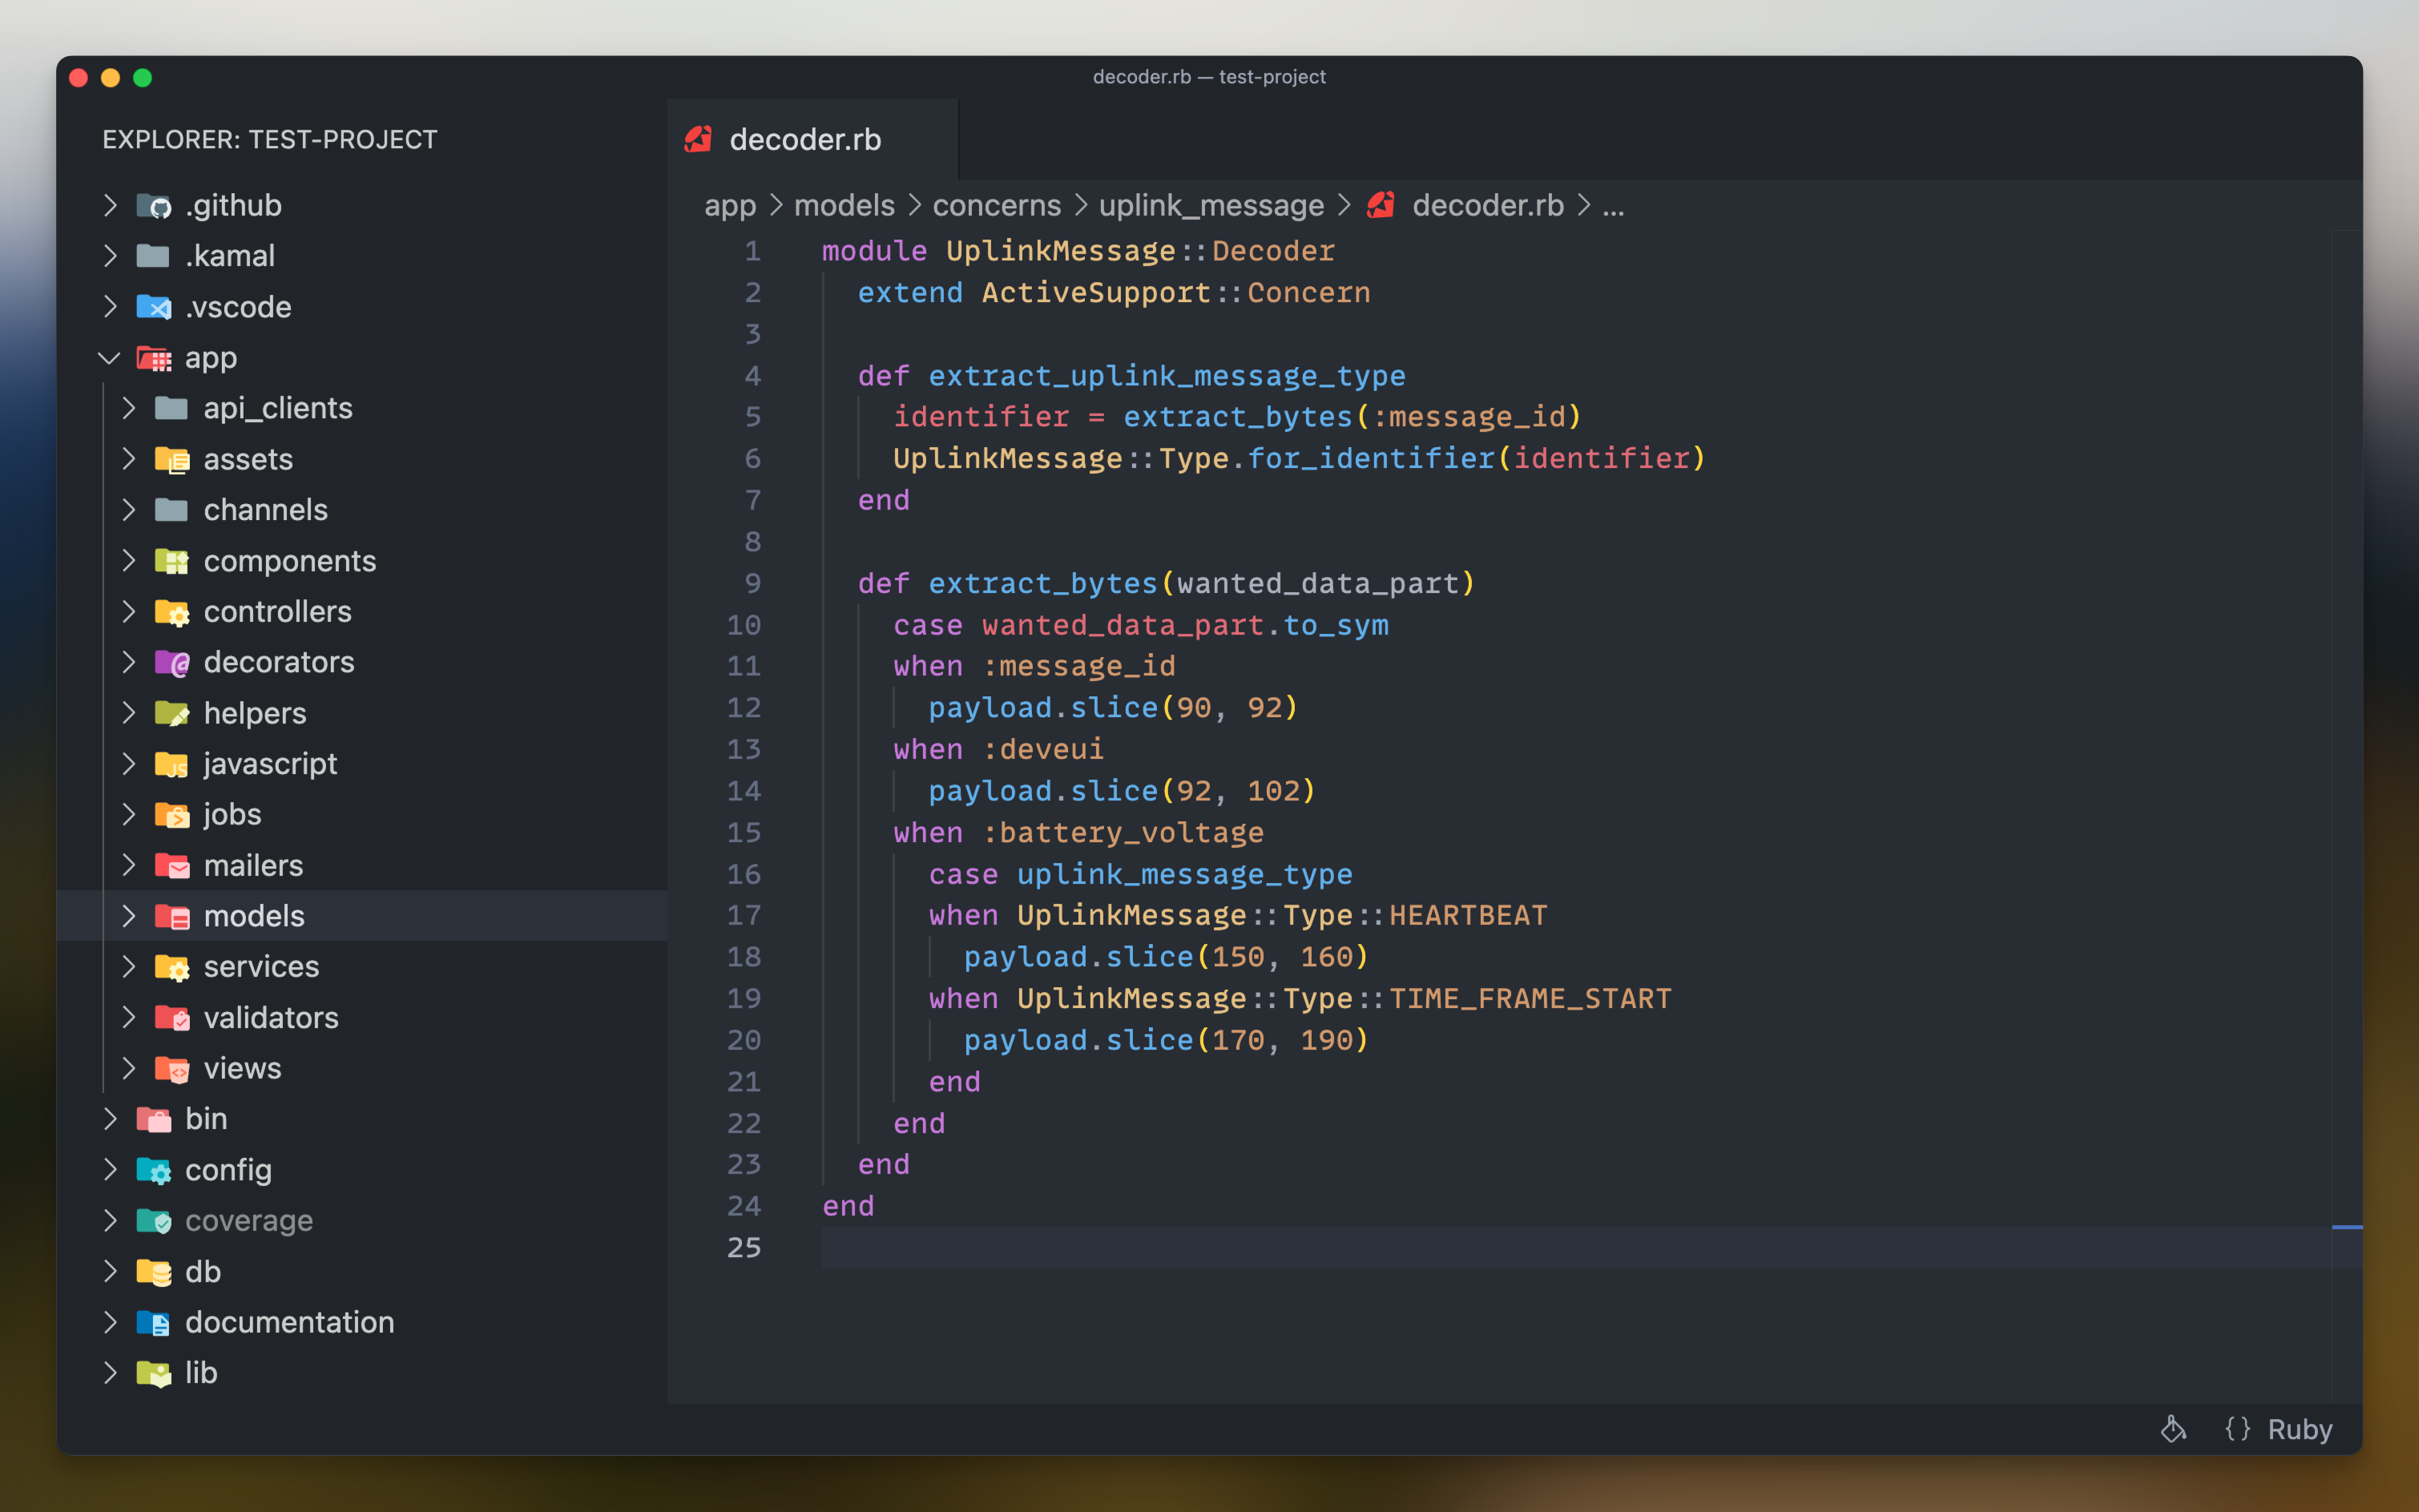 decoder.rb — test-project
EXPLORER: TEST-PROJECT
.github
.kamal
.vscode
app
api_clients
assets
channels
components
controllers
decorators
helpers
javascript
jobs
mailers
models
services
validators
views
bin
config
coverage
db
documentation
lib
decoder.rb
app > models > concerns > uplink_message > decoder.rb > ...
1 module UplinkMessage::Decoder
2   extend ActiveSupport::Concern
3
4   def extract_uplink_message_type
5     identifier = extract_bytes(:message_id)
6     UplinkMessage::Type.for_identifier(identifier)
7   end
8
9   def extract_bytes(wanted_data_part)
10     case wanted_data_part.to_sym
11     when :message_id
12       payload.slice(90, 92)
13     when :deveui
14       payload.slice(92, 102)
15     when :battery_voltage
16       case uplink_message_type
17       when UplinkMessage::Type::HEARTBEAT
18         payload.slice(150, 160)
19       when UplinkMessage::Type::TIME_FRAME_START
20         payload.slice(170, 190)
21       end
22     end
23   end
24 end
25
{} Ruby